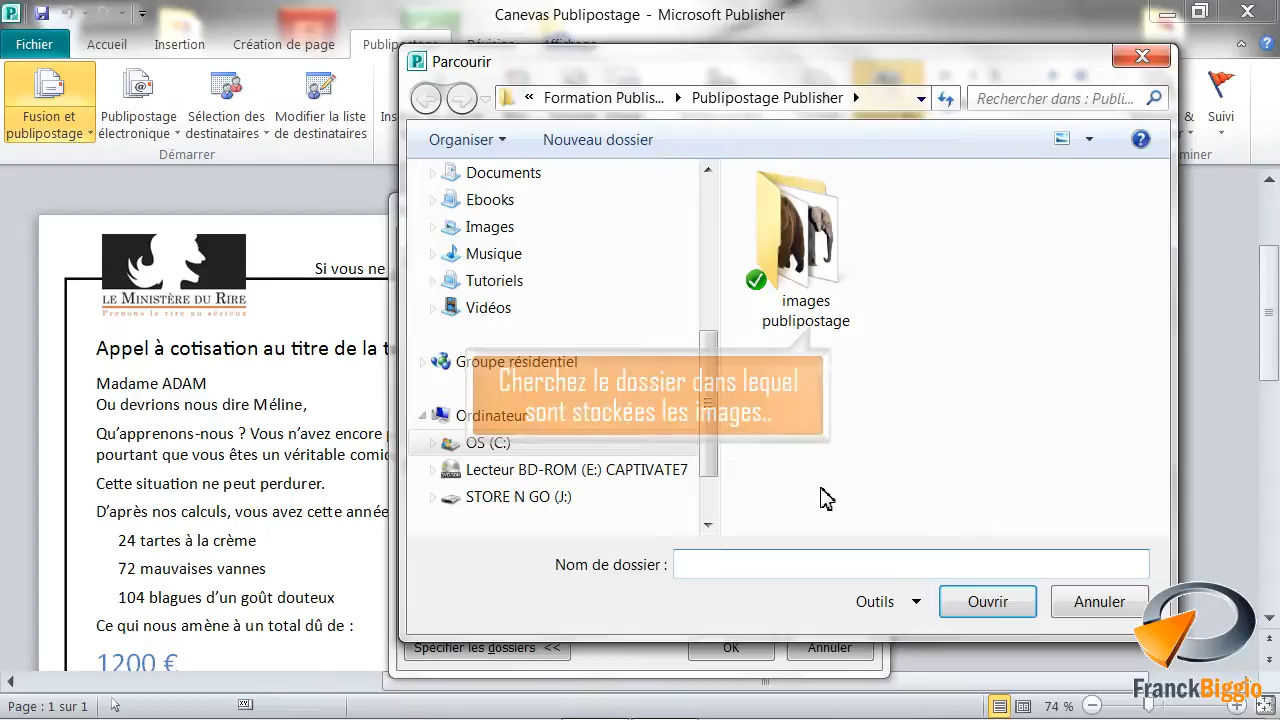 Canevas Publipostage - Microsoft Publisher
Fichier
Accueil
Insertion
Création de page
Publipostage
Fusion et
publipostage
Publipostage
électronique
Sélection des
destinataires
Modifier la liste
de destinataires
Démarrer
Suivi
Parcourir
«
Formation Publis...
Publipostage Publisher
Rechercher dans : Publi...
Organiser
Nouveau dossier
Documents
Ebooks
Images
Musique
Tutoriels
Vidéos
Groupe résidentiel
Ordinateur
OS (C:)
Lecteur BD-ROM (E:) CAPTIVATE7
STORE N GO (J:)
images
publipostage
Cherchez le dossier dans lequel
sont stockées les images..
Nom de dossier :
Outils
Ouvrir
Annuler
Spécifier les dossiers <<
OK
Annuler
LE MINISTÈRE DU RIRE
Prenons le rire au sérieux
Si vous ne
Appel à cotisation au titre de la t
Madame ADAM
Ou devrions nous dire Méline,
Qu'apprenons-nous ? Vous n'avez encore
pourtant que vous êtes un véritable comi
Cette situation ne peut perdurer.
D'après nos calculs, vous avez cette année
24 tartes à la crème
72 mauvaises vannes
104 blagues d'un goût douteux
Ce qui nous amène à un total dû de :
1200 €
FranckBiggio
Page : 1 sur 1
74 %